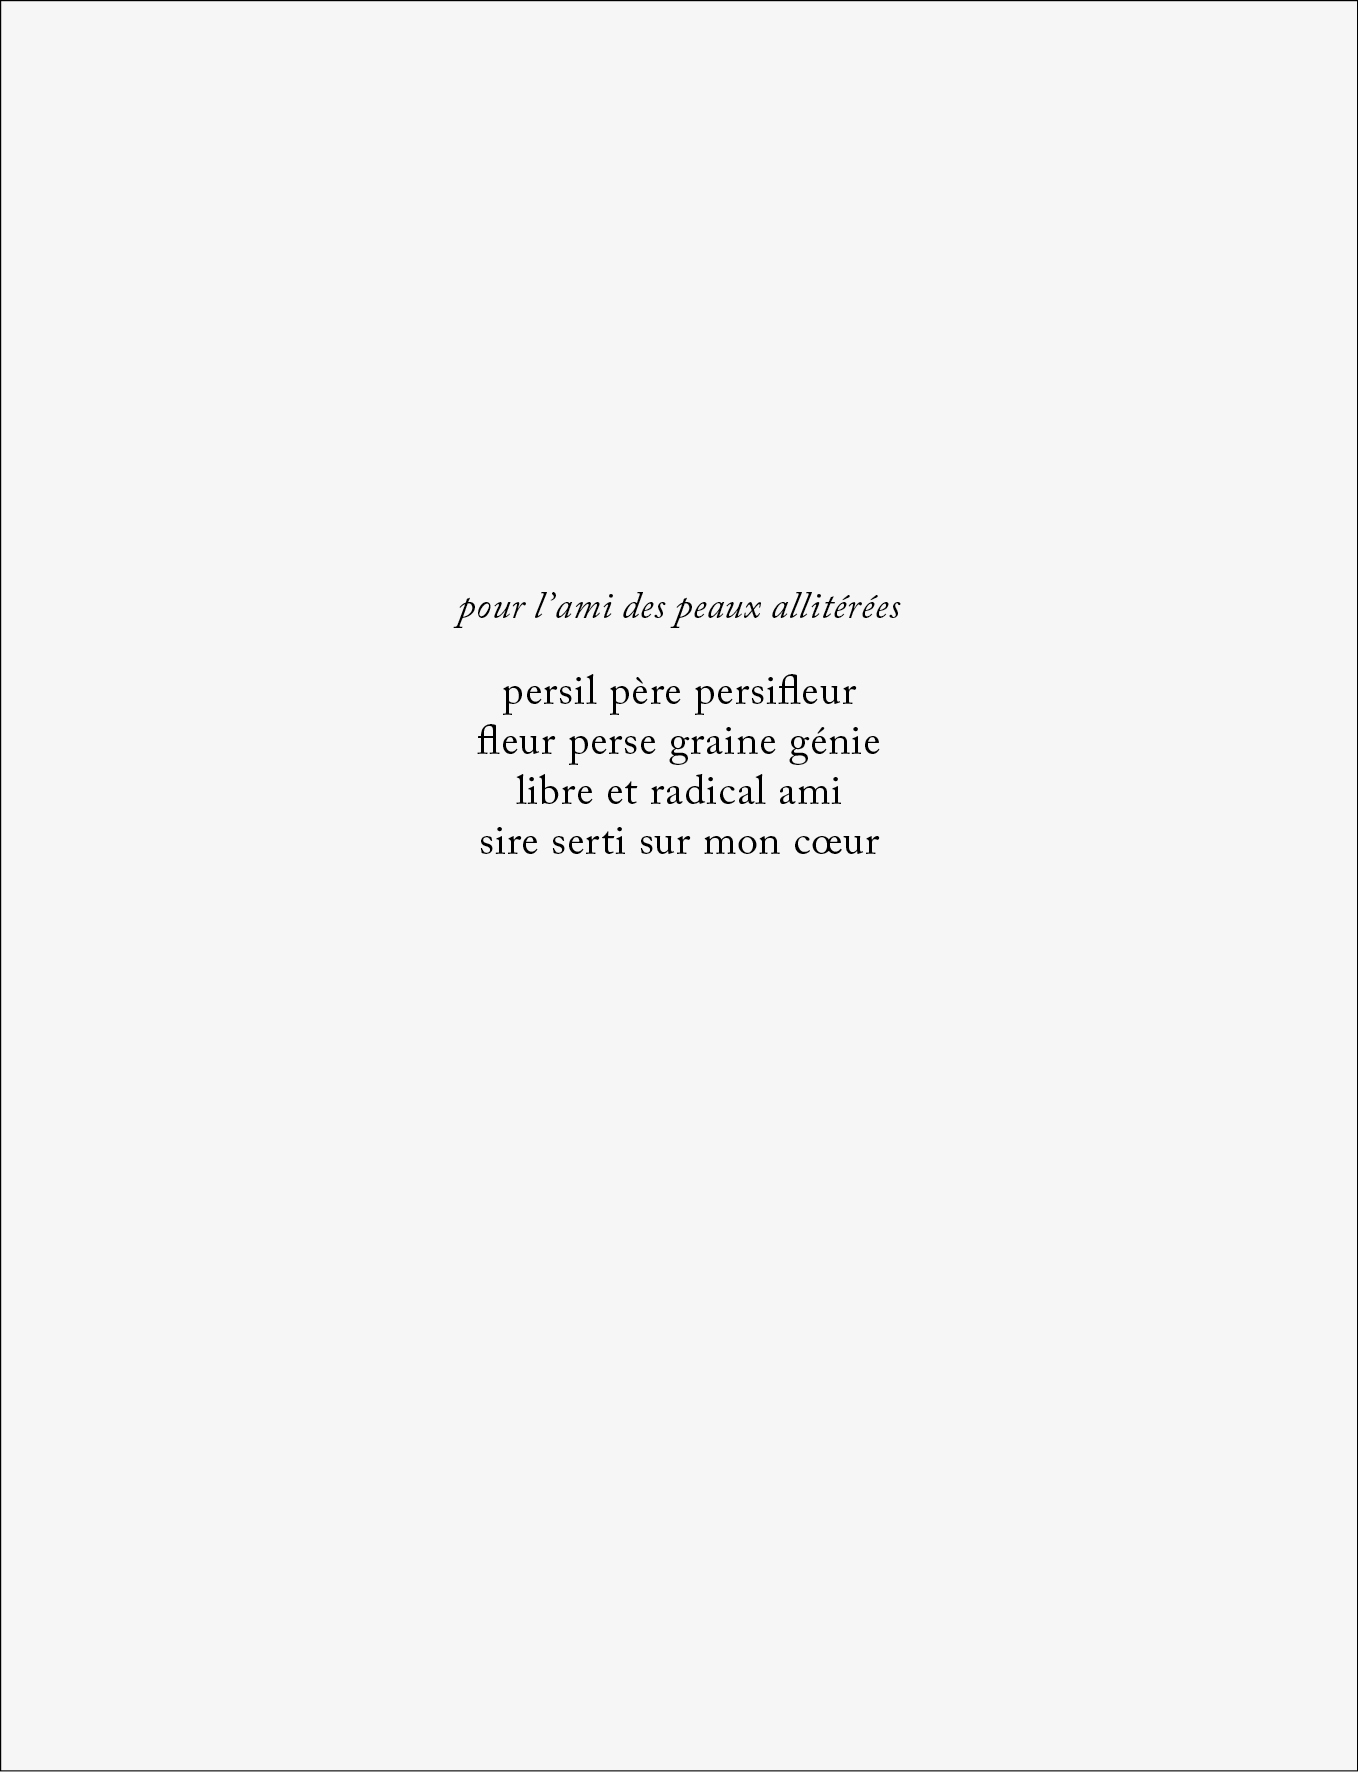 pour l’ami des peaux allitérées
persil père persifleur
fleur perse graine génie
libre et radical ami
sire serti sur mon cœur